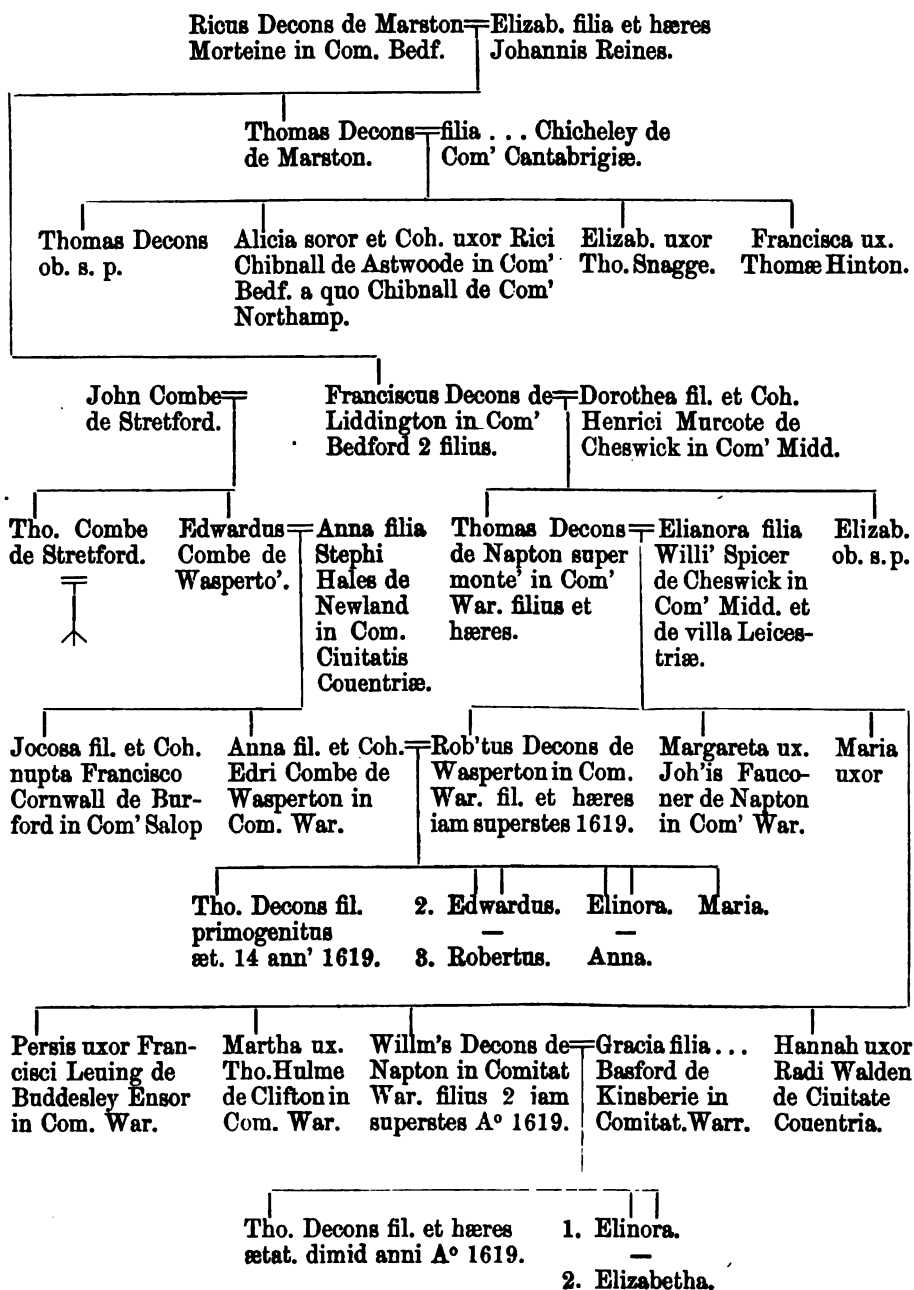 Ricus Decons de Marston Elizab. filia et hæres
Morteine in Com. Bedf. Johannis Reines.
Thomas Decons filia . . . Chicheley de
de Marston. Com' Cantabrigiæ.
Thomas Decons
ob. s. p.
Alicia soror et Coh. uxor Rici
Chibnall de Astwoode in Com'
Bedf. a quo Chibnall de Com'
Northamp.
Elizab. uxor
Tho. Snagge.
Francisca ux.
Thomæ Hinton.
John Combe
de Stretford.
Franciscus Decons de
Liddington in Com'
Bedford 2 filius.
Dorothea fil. et Coh.
Henrici Murcote de
Cheswick in Com' Midd.
Tho. Combe
de Stretford.
Edwardus
Combe de
Wasperto'.
Anna filia
Stephi
Hales de
Newland
in Com.
Ciuitatis
Couentriæ.
Thomas Decons
de Napton super
monte' in Com'
War. filius et
hæres.
Elianora filia
Willi' Spicer
de Cheswick in
Com' Midd. et
de villa Leices-
triæ.
Elizab.
ob. s. p.
Jocosa fil. et Coh.
nupta Francisco
Cornwall de Bur-
ford in Com' Salop
Anna fil. et Coh.
Edri Combe de
Wasperton in
Com. War.
Rob'tus Decons de
Wasperton in Com.
War. fil. et hæres
iam superstes 1619.
Margareta ux.
Joh'is Fauco-
ner de Napton
in Com' War.
Maria
uxor
Tho. Decons fil.
primogenitus
æt. 14 ann' 1619.
2. Edwardus.
3. Robertus.
Elinora.
Anna.
Maria.
Persis uxor Fran-
cisci Leuing de
Buddesley Ensor
in Com. War.
Martha ux.
Tho. Hulme
de Clifton in
Com. War.
Willm's Decons de
Napton in Comitat
War. filius 2 iam
superstes Aº 1619.
Gracia filia . . .
Basford de
Kinsberie in
Comitat. Warr.
Hannah uxor
Radi Walden
de Ciuitate
Couentria.
Tho. Decons fil. et hæres
ætat. dimid anni Aº 1619.
1. Elinora.
2. Elizabetha.